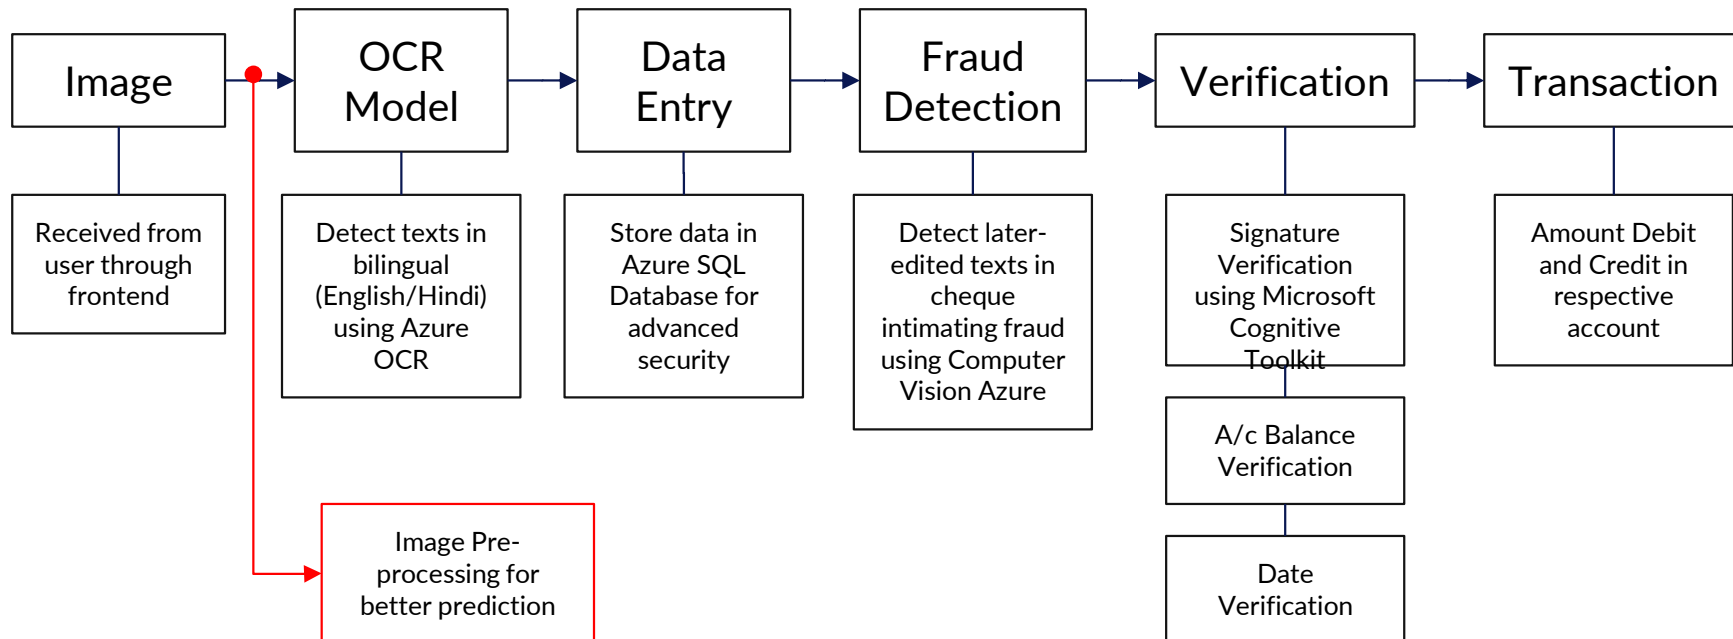 Image
OCR
Model
Data
Entry
Fraud
Detection
Verification
Transaction
Received from
user through
frontend
Detect texts in
bilingual
(English/Hindi)
using Azure
OCR
Store data in
Azure SQL
Database for
advanced
security
Detect later-
edited texts in
cheque
intimating fraud
using Computer
Vision Azure
Signature
Verification
using Microsoft
Cognitive
Toolkit
Amount Debit
and Credit in
respective
account
A/c Balance
Verification
Image Pre-
processing for
better prediction
Date
Verification